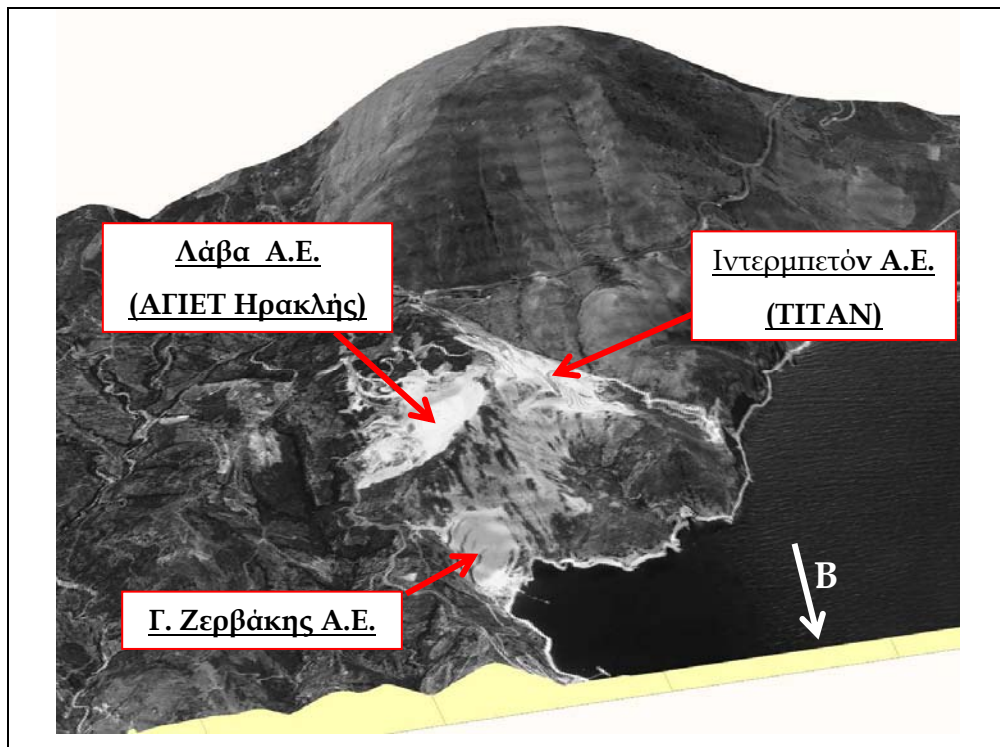 Λάβα Α.Ε.
(ΑΓΙΕΤ Ηρακλής)
Ιντερμπετόν Α.Ε.
(ΤΙΤΑΝ)
Γ. Ζερβάκης Α.Ε.
Β